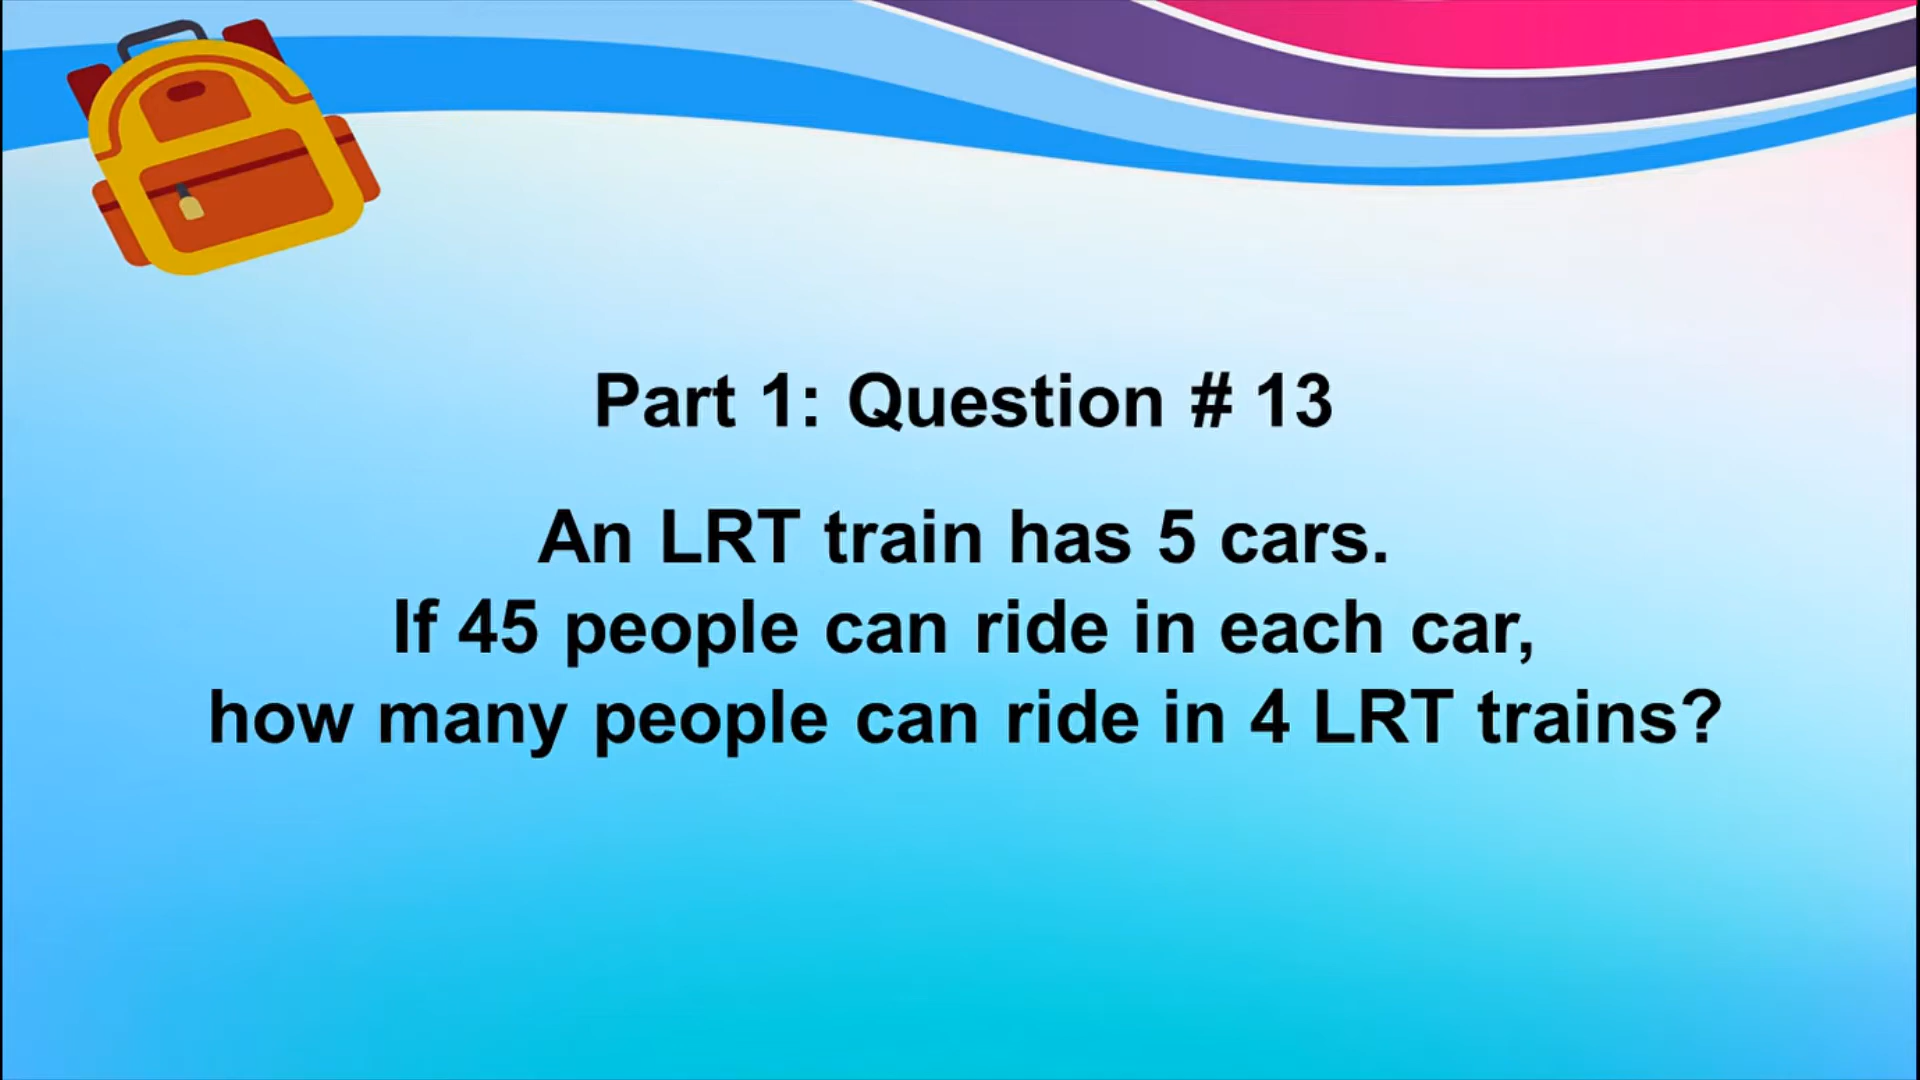 Part 1: Question # 13
An LRT train has 5 cars.
If 45 people can ride in each car,
how many people can ride in 4 LRT trains?